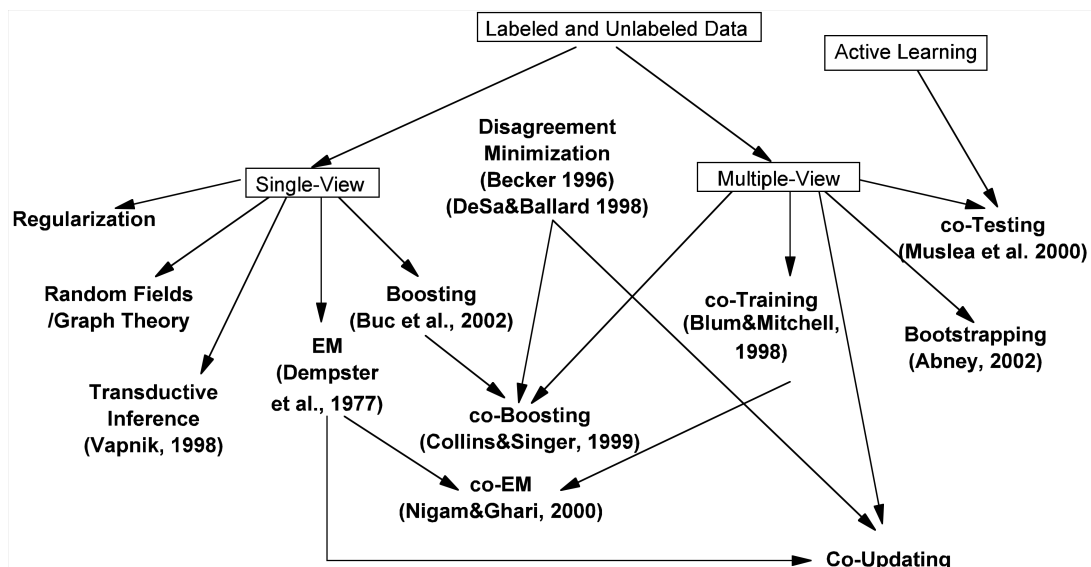 Labeled and Unlabeled Data
Active Learning
Disagreement
Minimization
(Becker 1996)
(DeSa&Ballard 1998)
Single-View
Multiple-View
Regularization
co-Testing
(Muslea et al. 2000)
Random Fields
/Graph Theory
Boosting
(Buc et al., 2002)
co-Training
(Blum&Mitchell,
1998)
Bootstrapping
(Abney, 2002)
EM
(Dempster
et al., 1977)
Transductive
Inference
(Vapnik, 1998)
co-Boosting
(Collins&Singer, 1999)
co-EM
(Nigam&Ghari, 2000)
Co-Updating